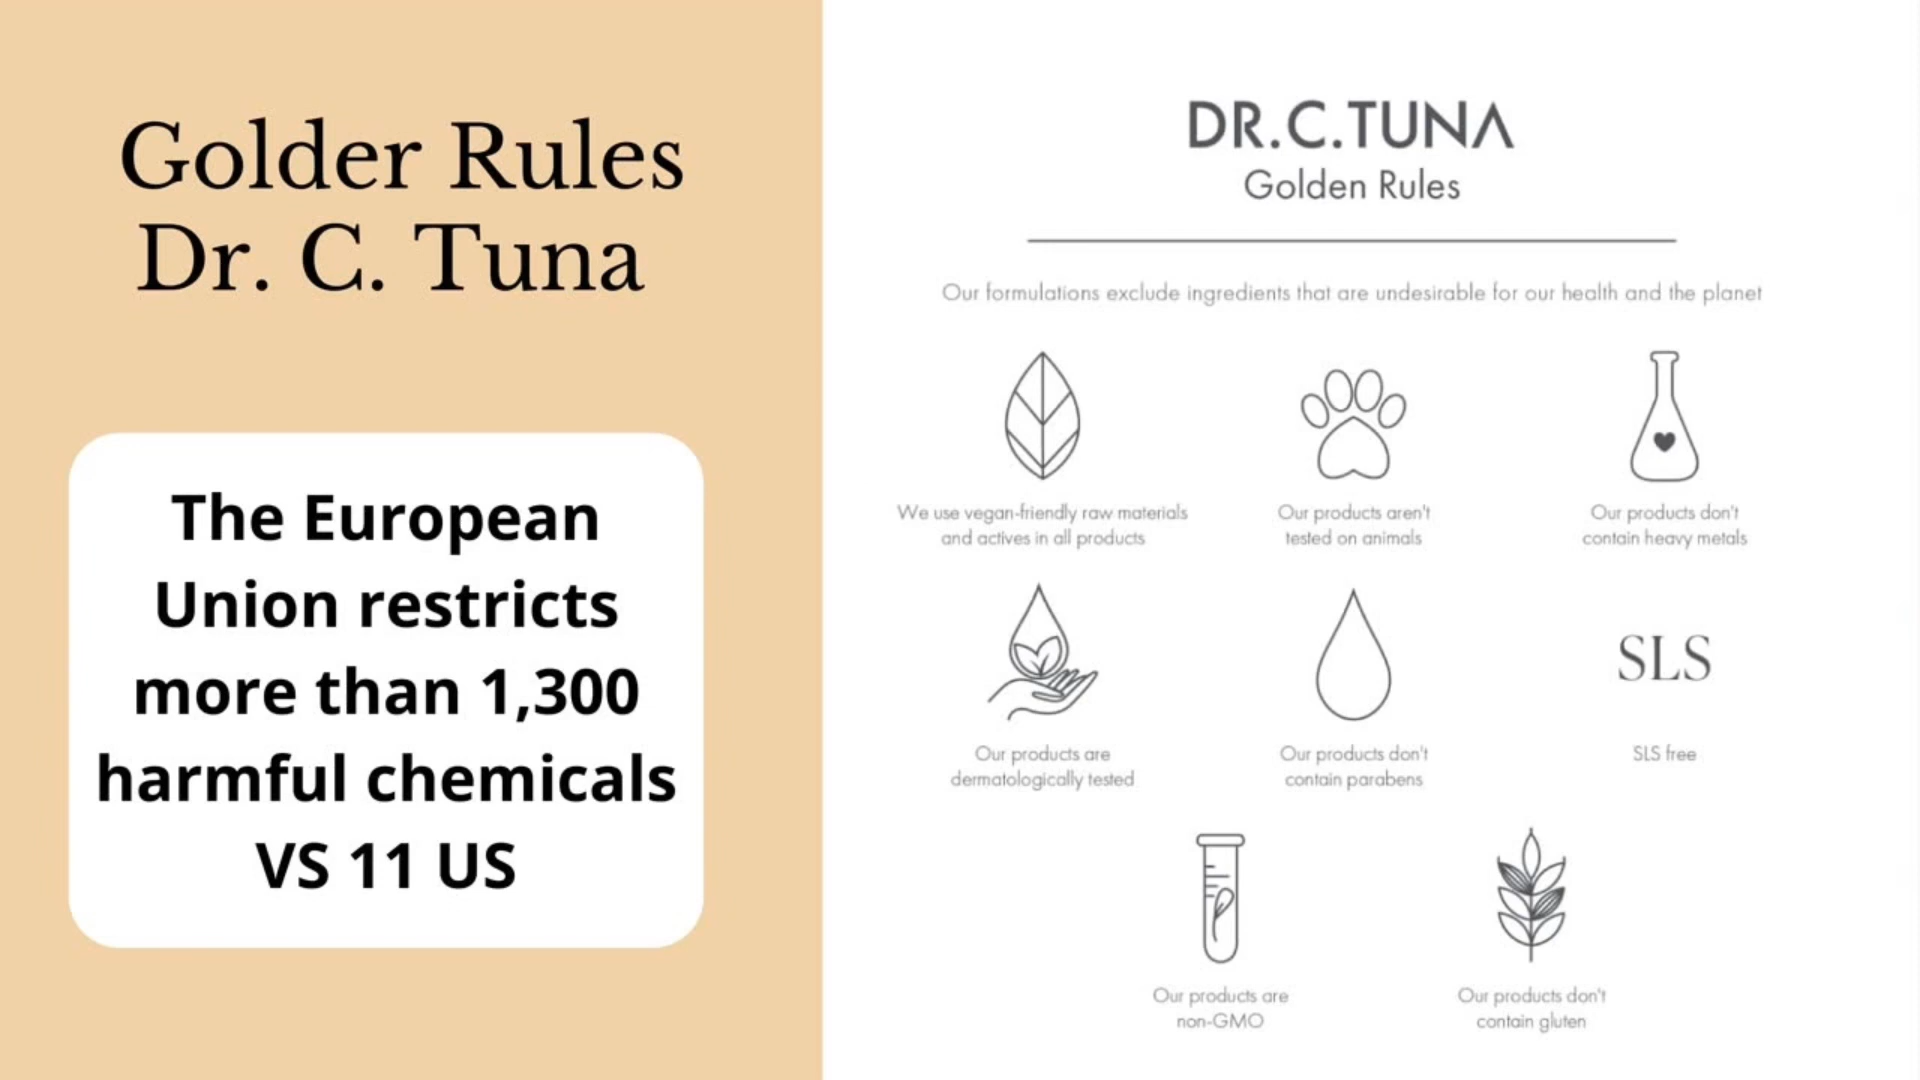 Golder Rules
Dr. C. Tuna
The European
Union restricts
more than 1,300
harmful chemicals
VS 11 US
DR.C.TUNA
Golden Rules
Our formulations exclude ingredients that are undesirable for our health and the planet
We use vegan-friendly raw materials
and actives in all products
Our products aren't
tested on animals
Our products don't
contain heavy metals
Our products are
dermatologically tested
Our products don't
contain parabens
SLS
SLS free
Our products are
non-GMO
Our products don't
contain gluten